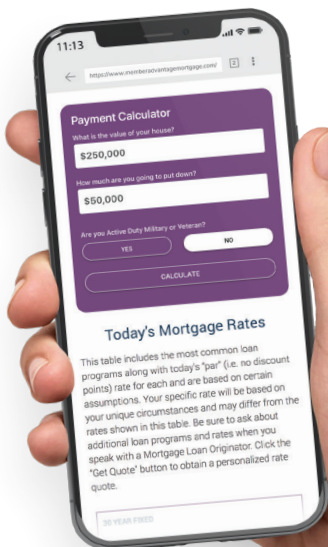 11:13
https://www.memberadvantagemortgage.com/
2
Payment Calculator
What is the value of your house?
$250,000
How much are you going to put down?
$50,000
Are you Active Duty Military or Veteran?
YES
NO
CALCULATE
Today's Mortgage Rates
This table includes the most common loan
programs along with today's "par" (i.e. no discount
points) rate for each and are based on certain
assumptions. Your specific rate will be based on
your unique circumstances and may differ from the
rates shown in this table. Be sure to ask about
additional loan programs and rates when you
speak with a Mortgage Loan Originator. Click the
"Get Quote" button to obtain a personalized rate
quote.
30 YEAR FIXED